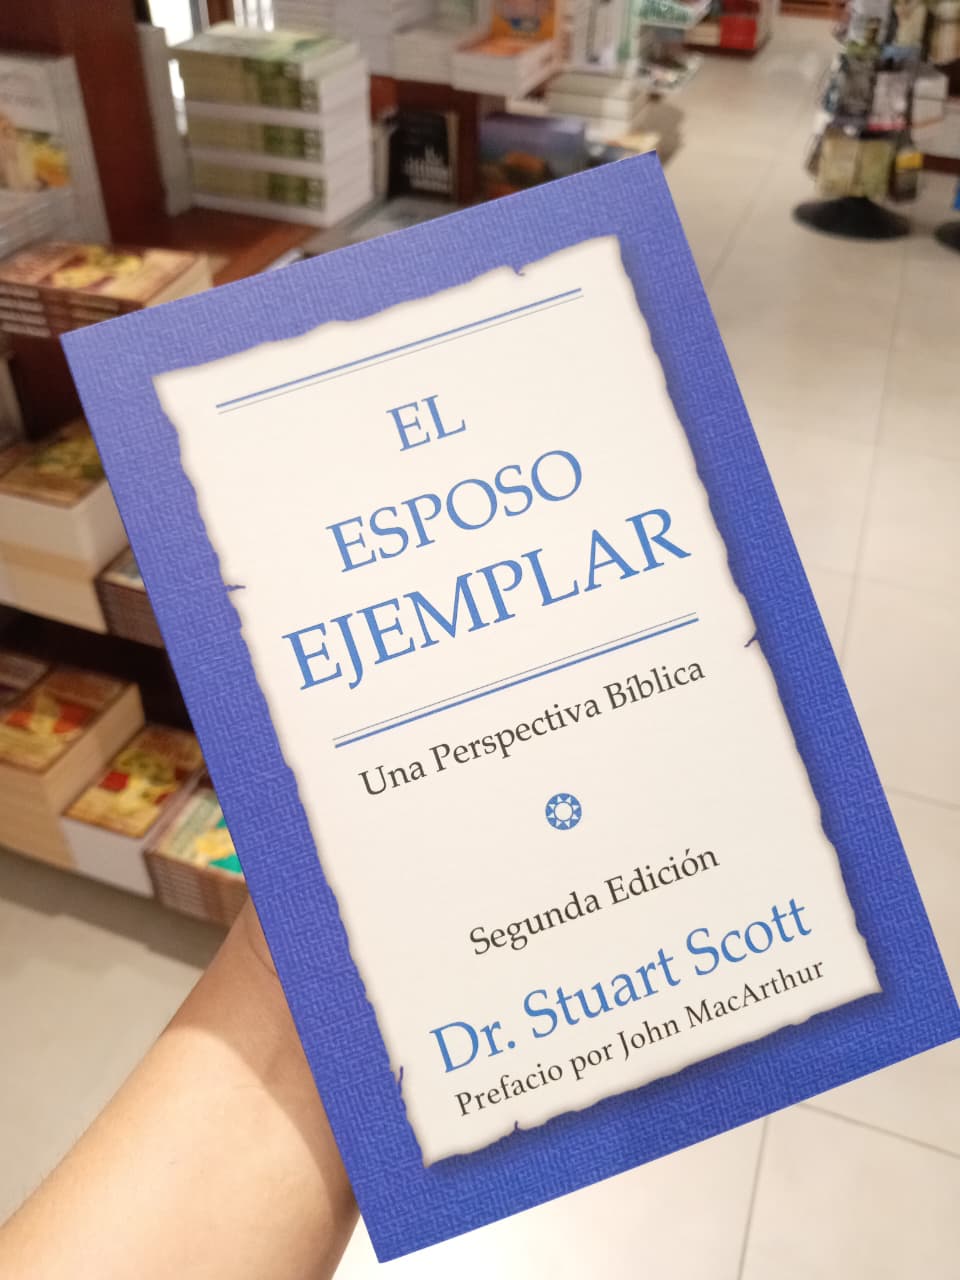 EL
ESPOSO
EJEMPLAR
Una Perspectiva Bíblica
Segunda Edición
Dr. Stuart Scott
Prefacio por John MacArthur